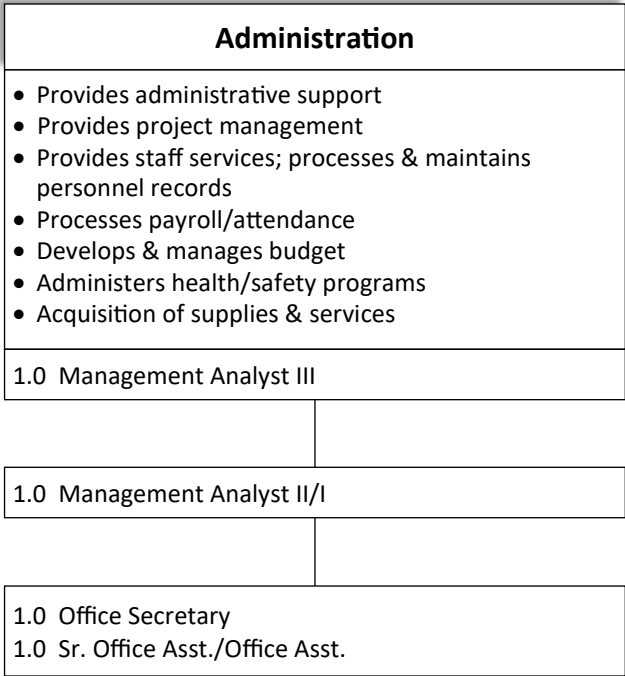 Administration
• Provides administrative support
• Provides project management
• Provides staff services; processes & maintains
personnel records
• Processes payroll/attendance
• Develops & manages budget
• Administers health/safety programs
• Acquisition of supplies & services
1.0 Management Analyst III
1.0 Management Analyst II/I
1.0 Office Secretary
1.0 Sr. Office Asst./Office Asst.